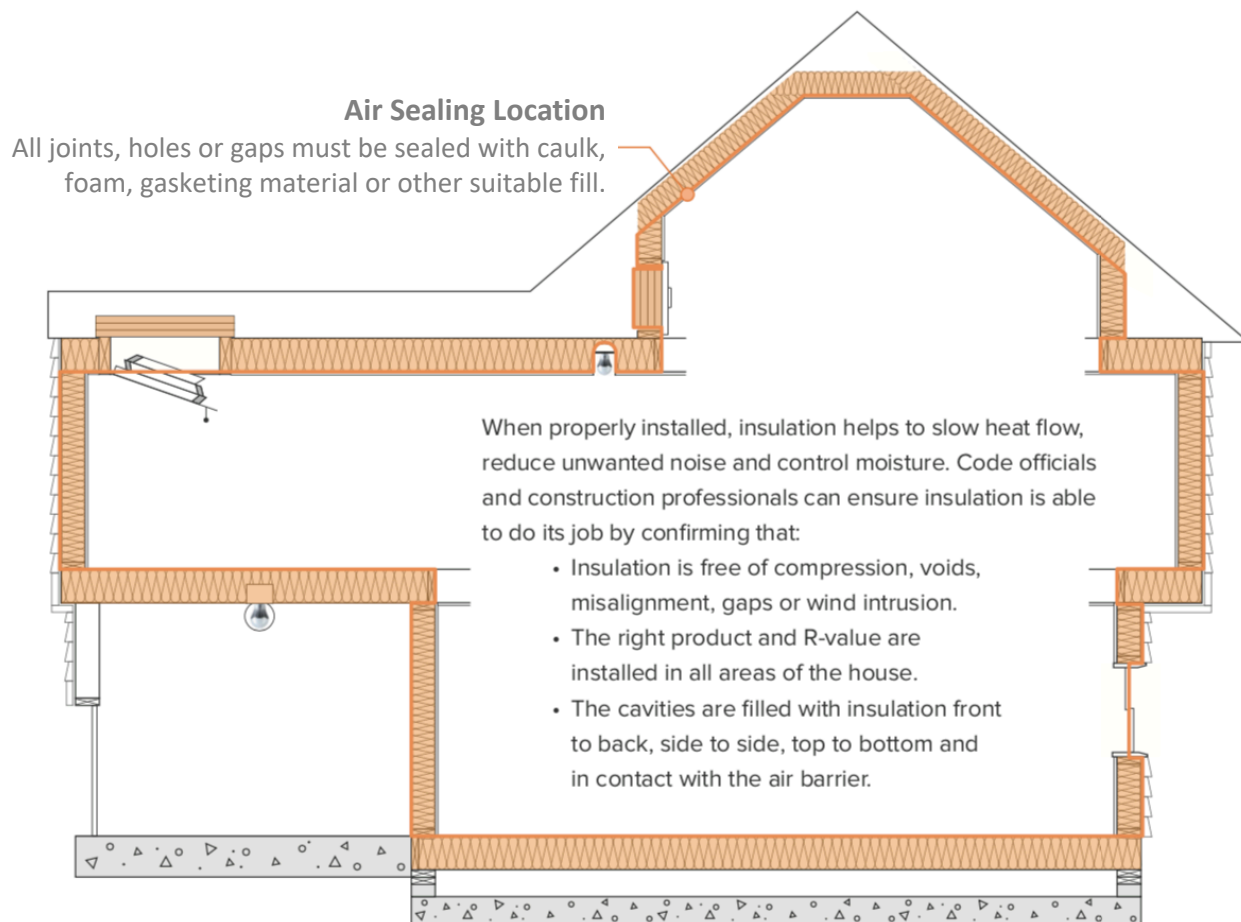 Air Sealing Location
All joints, holes or gaps must be sealed with caulk,
foam, gasketing material or other suitable fill.
When properly installed, insulation helps to slow heat flow,
reduce unwanted noise and control moisture. Code officials
and construction professionals can ensure insulation is able
to do its job by confirming that:
• Insulation is free of compression, voids,
misalignment, gaps or wind intrusion.
• The right product and R-value are
installed in all areas of the house.
• The cavities are filled with insulation front
to back, side to side, top to bottom and
in contact with the air barrier.